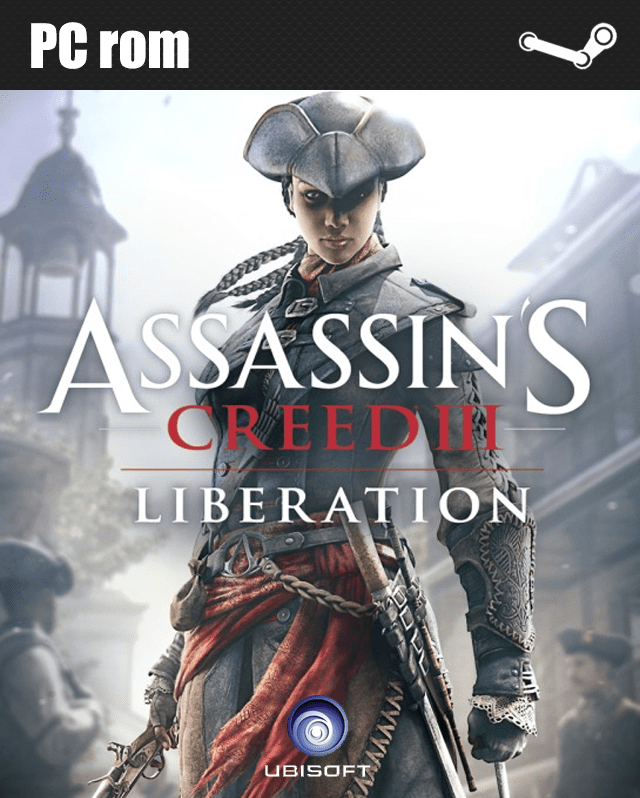 PC rom
ASSASSIN'S
CREED III
LIBERATION
UBISOFT